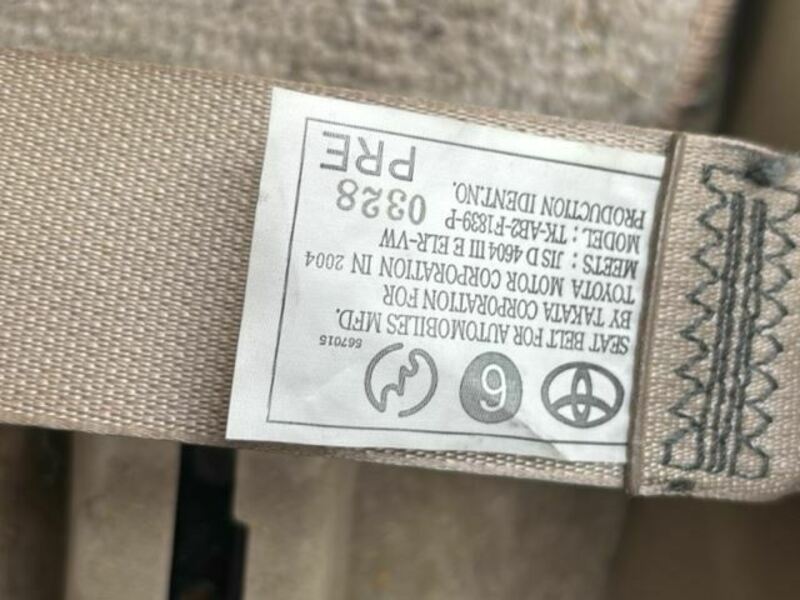 SEAT BELT FOR AUTOMOBILES MFD.
BY TAKATA CORPORATION FOR
TOYOTA MOTOR CORPORATION IN 2004
MEETS : JIS D 4604 III E ELR-VW
MODEL : TK-AB2-F1839-P
PRODUCTION IDENT.NO.
0328
PRE